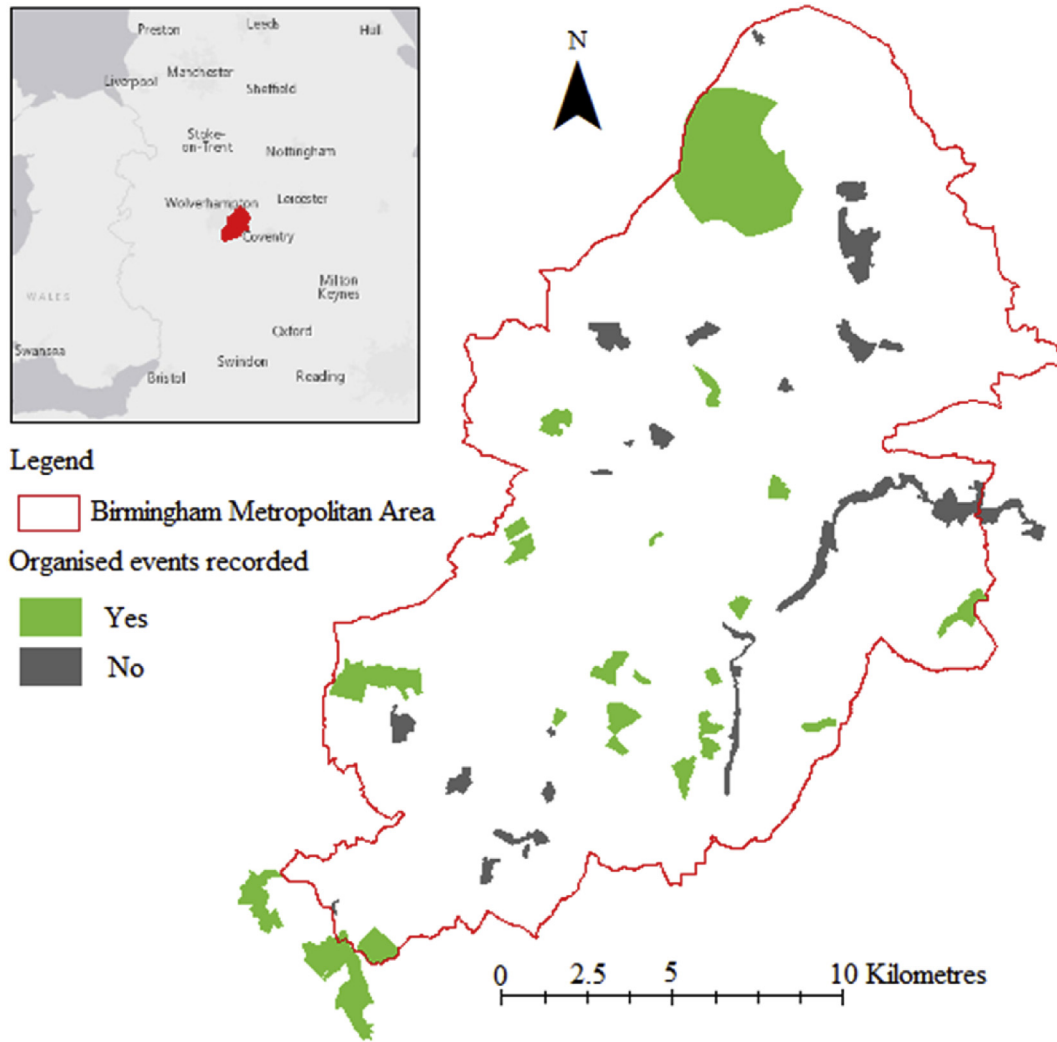 Preston
Leeds
Hull
Manchester
Liverpool
Sheffield
Stoke-
on-Trent
Nottingham
Wolverhampton
Leicester
Coventry
Milton
Keynes
WALES
Oxford
Swansea
Swindon
Bristol
Reading
N
Legend
Birmingham Metropolitan Area
Organised events recorded
Yes
No
0 2.5 5 10 Kilometres